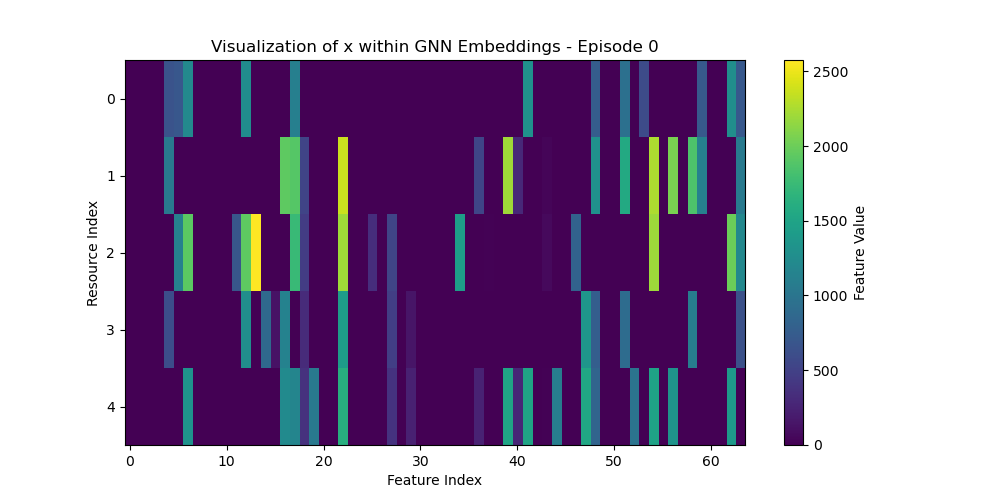 Visualization of x within GNN Embeddings - Episode 0
Resource Index
0
1
2
3
4
0 10 20 30 40 50 60
Feature Index
2500
2000
1500
1000
500
0
Feature Value